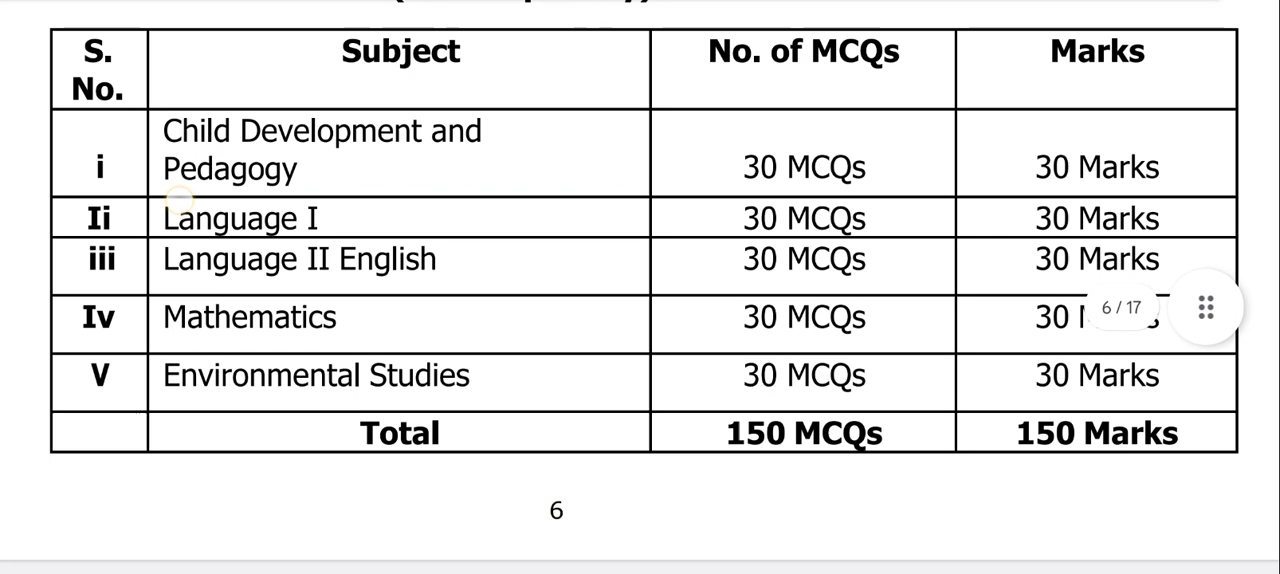 S. No. Subject No. of MCQs Marks
i Child Development and Pedagogy 30 MCQs 30 Marks
Ii Language I 30 MCQs 30 Marks
iii Language II English 30 MCQs 30 Marks
Iv Mathematics 30 MCQs 30
6 / 17
V Environmental Studies 30 MCQs 30 Marks
Total 150 MCQs 150 Marks
6